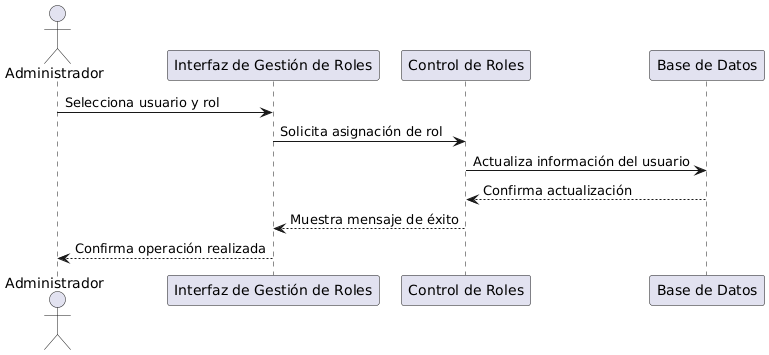 Administrador
Interfaz de Gestión de Roles
Control de Roles
Base de Datos
Selecciona usuario y rol
Solicita asignación de rol
Actualiza información del usuario
Confirma actualización
Muestra mensaje de éxito
Confirma operación realizada
Administrador
Interfaz de Gestión de Roles
Control de Roles
Base de Datos